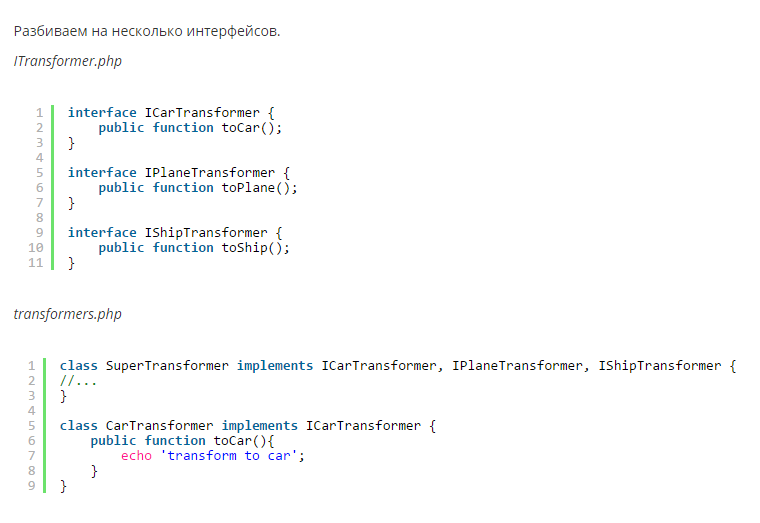 Разбиваем на несколько интерфейсов.
ITransformer.php
1 interface ICarTransformer {
2     public function toCar();
3 }
4
5 interface IPlaneTransformer {
6     public function toPlane();
7 }
8
9 interface IShipTransformer {
10     public function toShip();
11 }
transformers.php
1 class SuperTransformer implements ICarTransformer, IPlaneTransformer, IShipTransformer {
2 //...
3 }
4
5 class CarTransformer implements ICarTransformer {
6     public function toCar(){
7         echo 'transform to car';
8     }
9 }